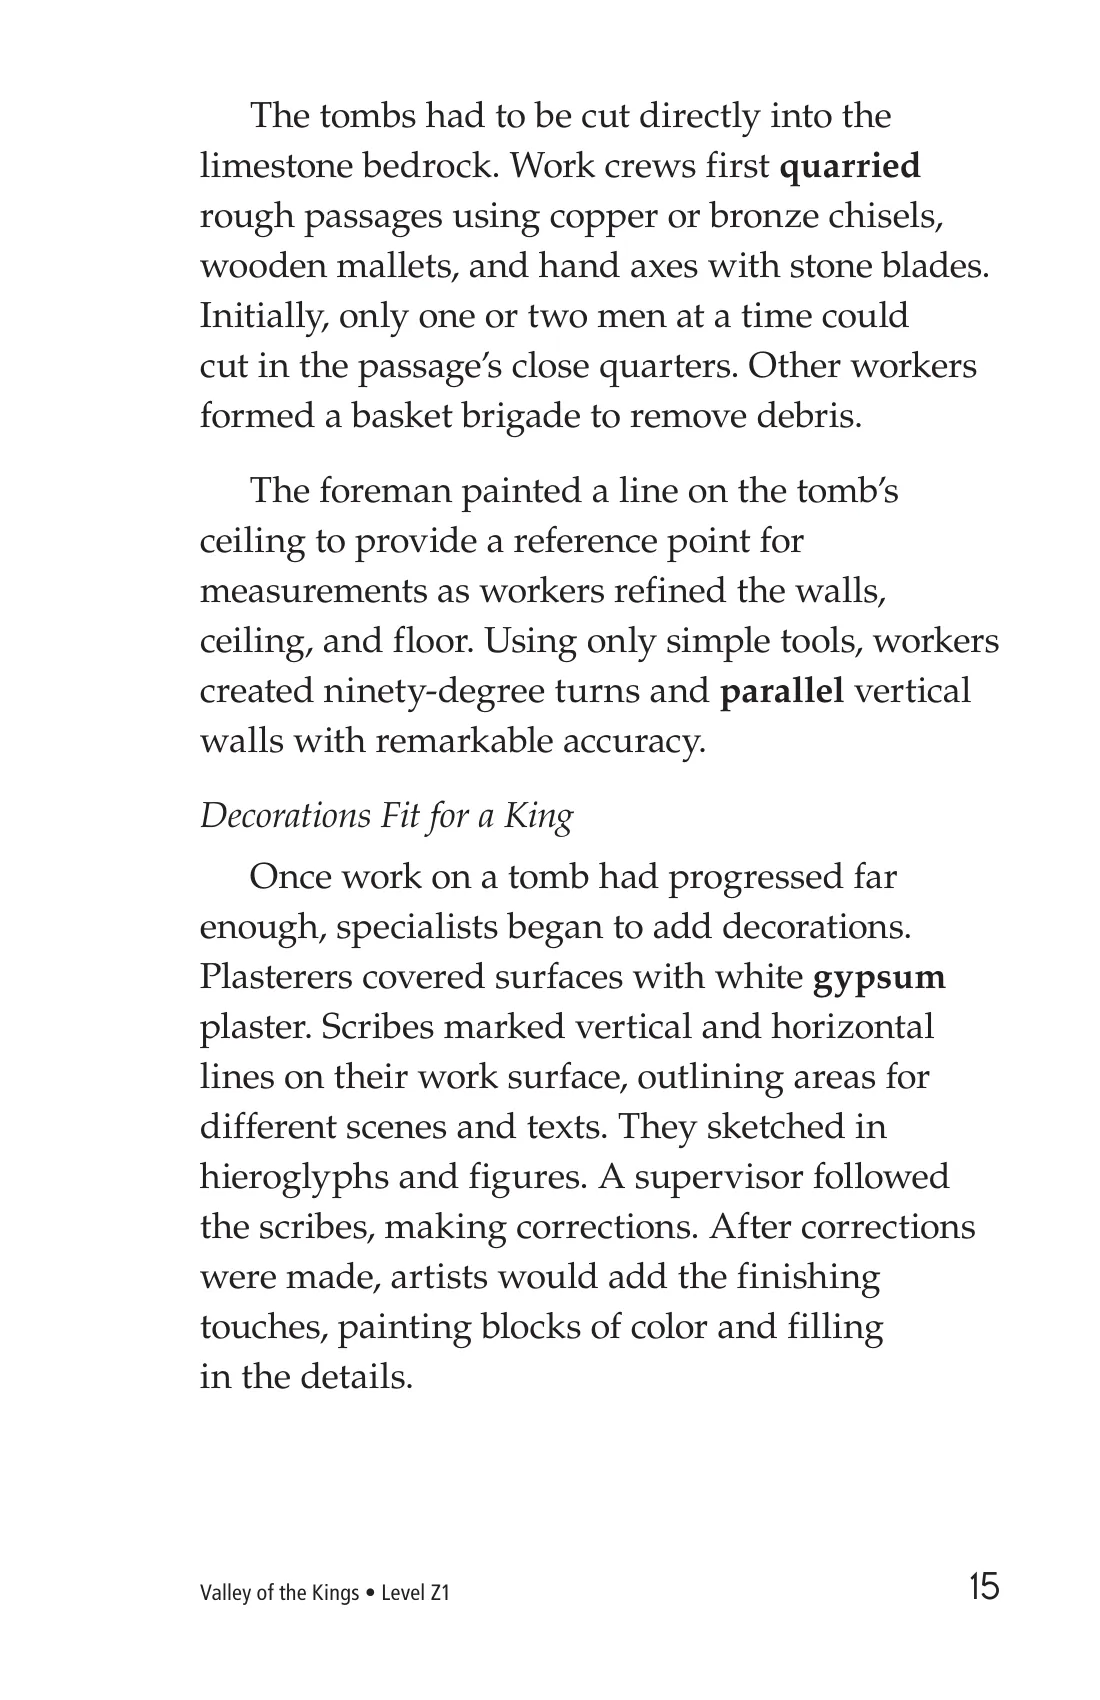 The tombs had to be cut directly into the
limestone bedrock. Work crews first quarried
rough passages using copper or bronze chisels,
wooden mallets, and hand axes with stone blades.
Initially, only one or two men at a time could
cut in the passage’s close quarters. Other workers
formed a basket brigade to remove debris.
The foreman painted a line on the tomb’s
ceiling to provide a reference point for
measurements as workers refined the walls,
ceiling, and floor. Using only simple tools, workers
created ninety-degree turns and parallel vertical
walls with remarkable accuracy.
Decorations Fit for a King
Once work on a tomb had progressed far
enough, specialists began to add decorations.
Plasterers covered surfaces with white gypsum
plaster. Scribes marked vertical and horizontal
lines on their work surface, outlining areas for
different scenes and texts. They sketched in
hieroglyphs and figures. A supervisor followed
the scribes, making corrections. After corrections
were made, artists would add the finishing
touches, painting blocks of color and filling
in the details.
Valley of the Kings • Level Z1 15